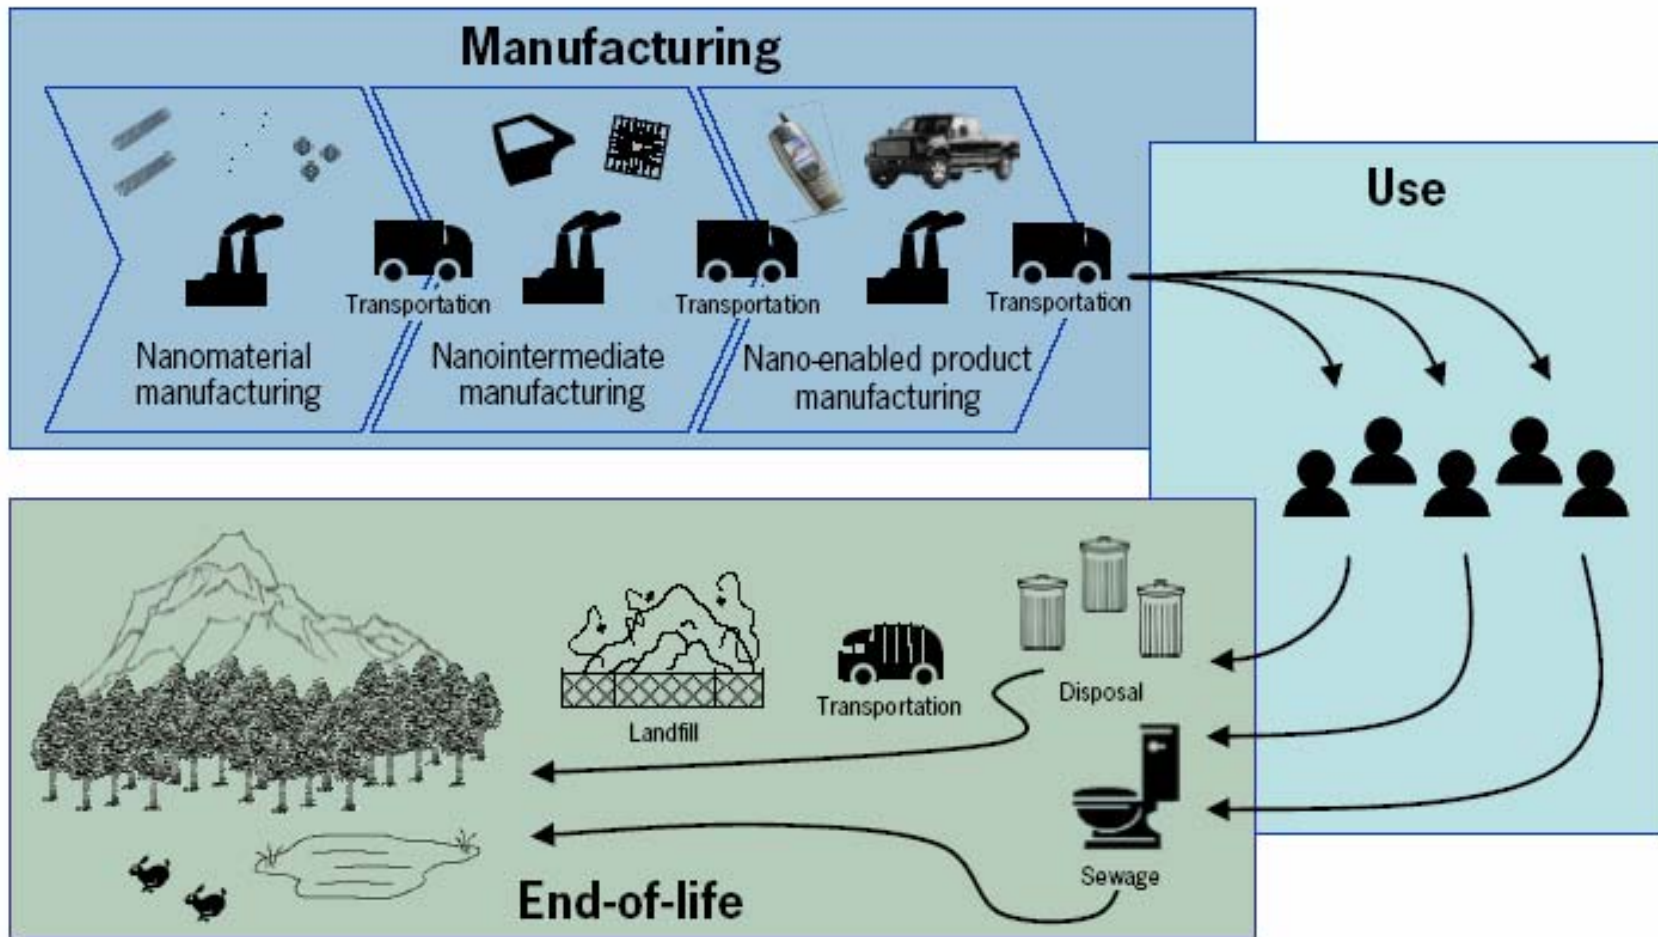 Manufacturing
Transportation
Transportation
Transportation
Nanomaterial
manufacturing
Nanointermediate
manufacturing
Nano-enabled product
manufacturing
Use
Landfill
Transportation
Disposal
Sewage
End-of-life